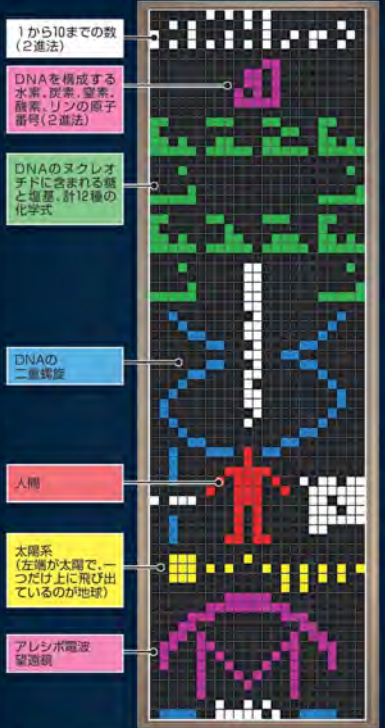 1から10までの数
(2進法)
DNAを構成する
水素、炭素、窒素、
酸素、リンの原子
番号(2進法)
DNAのヌクレオ
チドに含まれる糖
と塩基、計12種の
化学式
DNAの
二重螺旋
人間
太陽系
(左端が太陽で、一
つだけ上に飛び出
ているのが地球)
アレシボ電波
望遠鏡